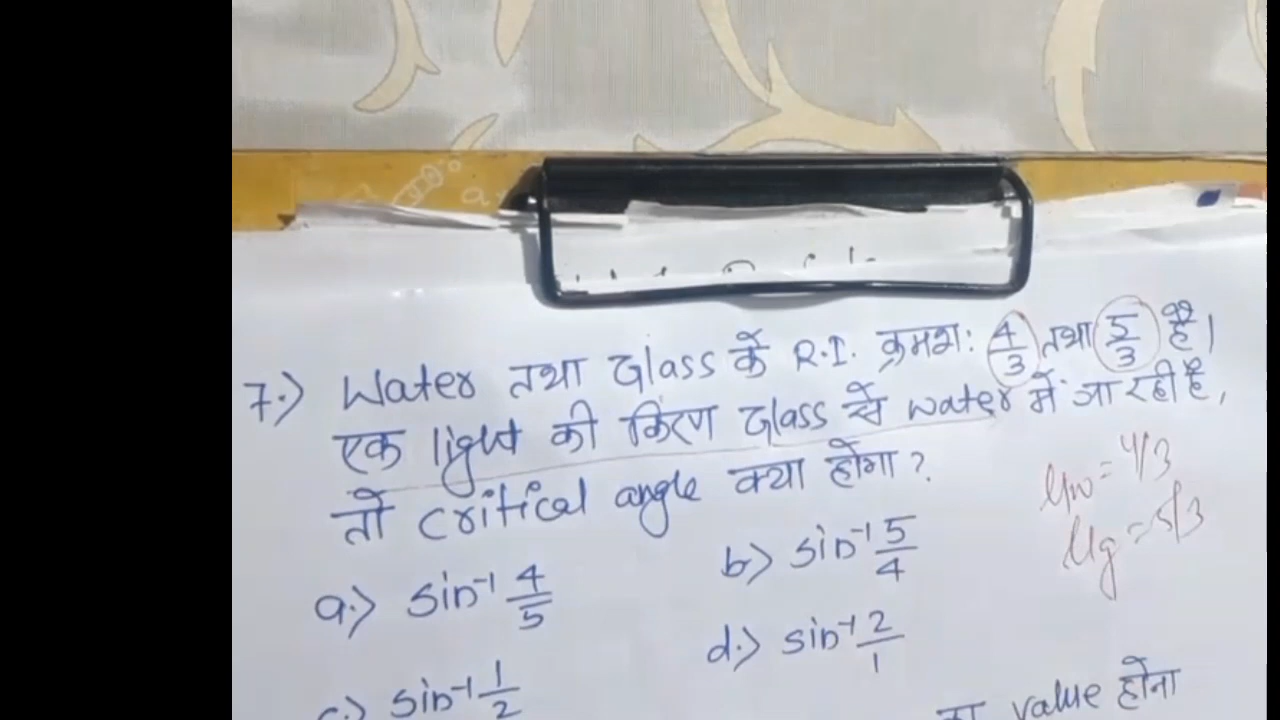 7.) Water तथा Glass के R.I. क्रमशः 4/3 तथा 5/3 है।
एक light की किरण Glass से water में जा रही है,
तो critical angle क्या होगा?
μw = 4/3
μg = 5/3
a.) sin⁻¹ 4/5
b) sin⁻¹ 5/4
c) sin⁻¹ 1/2
d.) sin⁻¹ 2/1
value होना